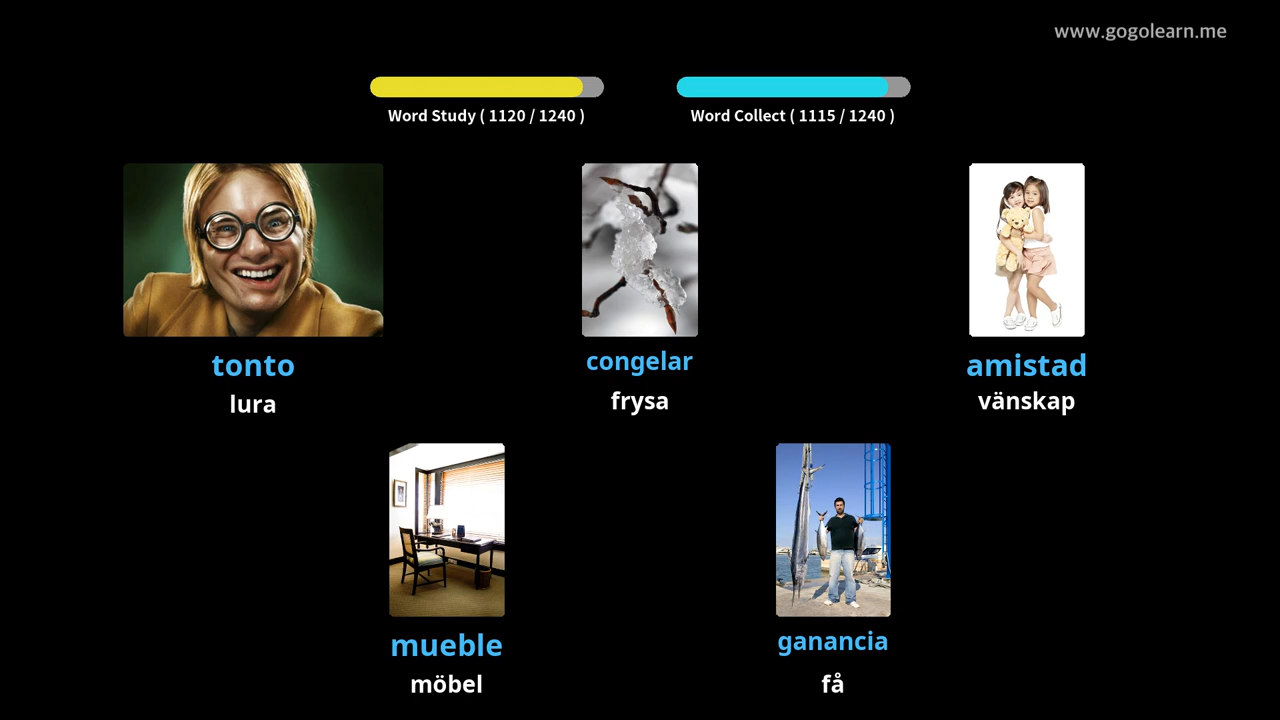 www.gogolearn.me
Word Study ( 1120 / 1240 )
Word Collect ( 1115 / 1240 )
tonto
lura
congelar
frysa
amistad
vänskap
mueble
möbel
ganancia
få